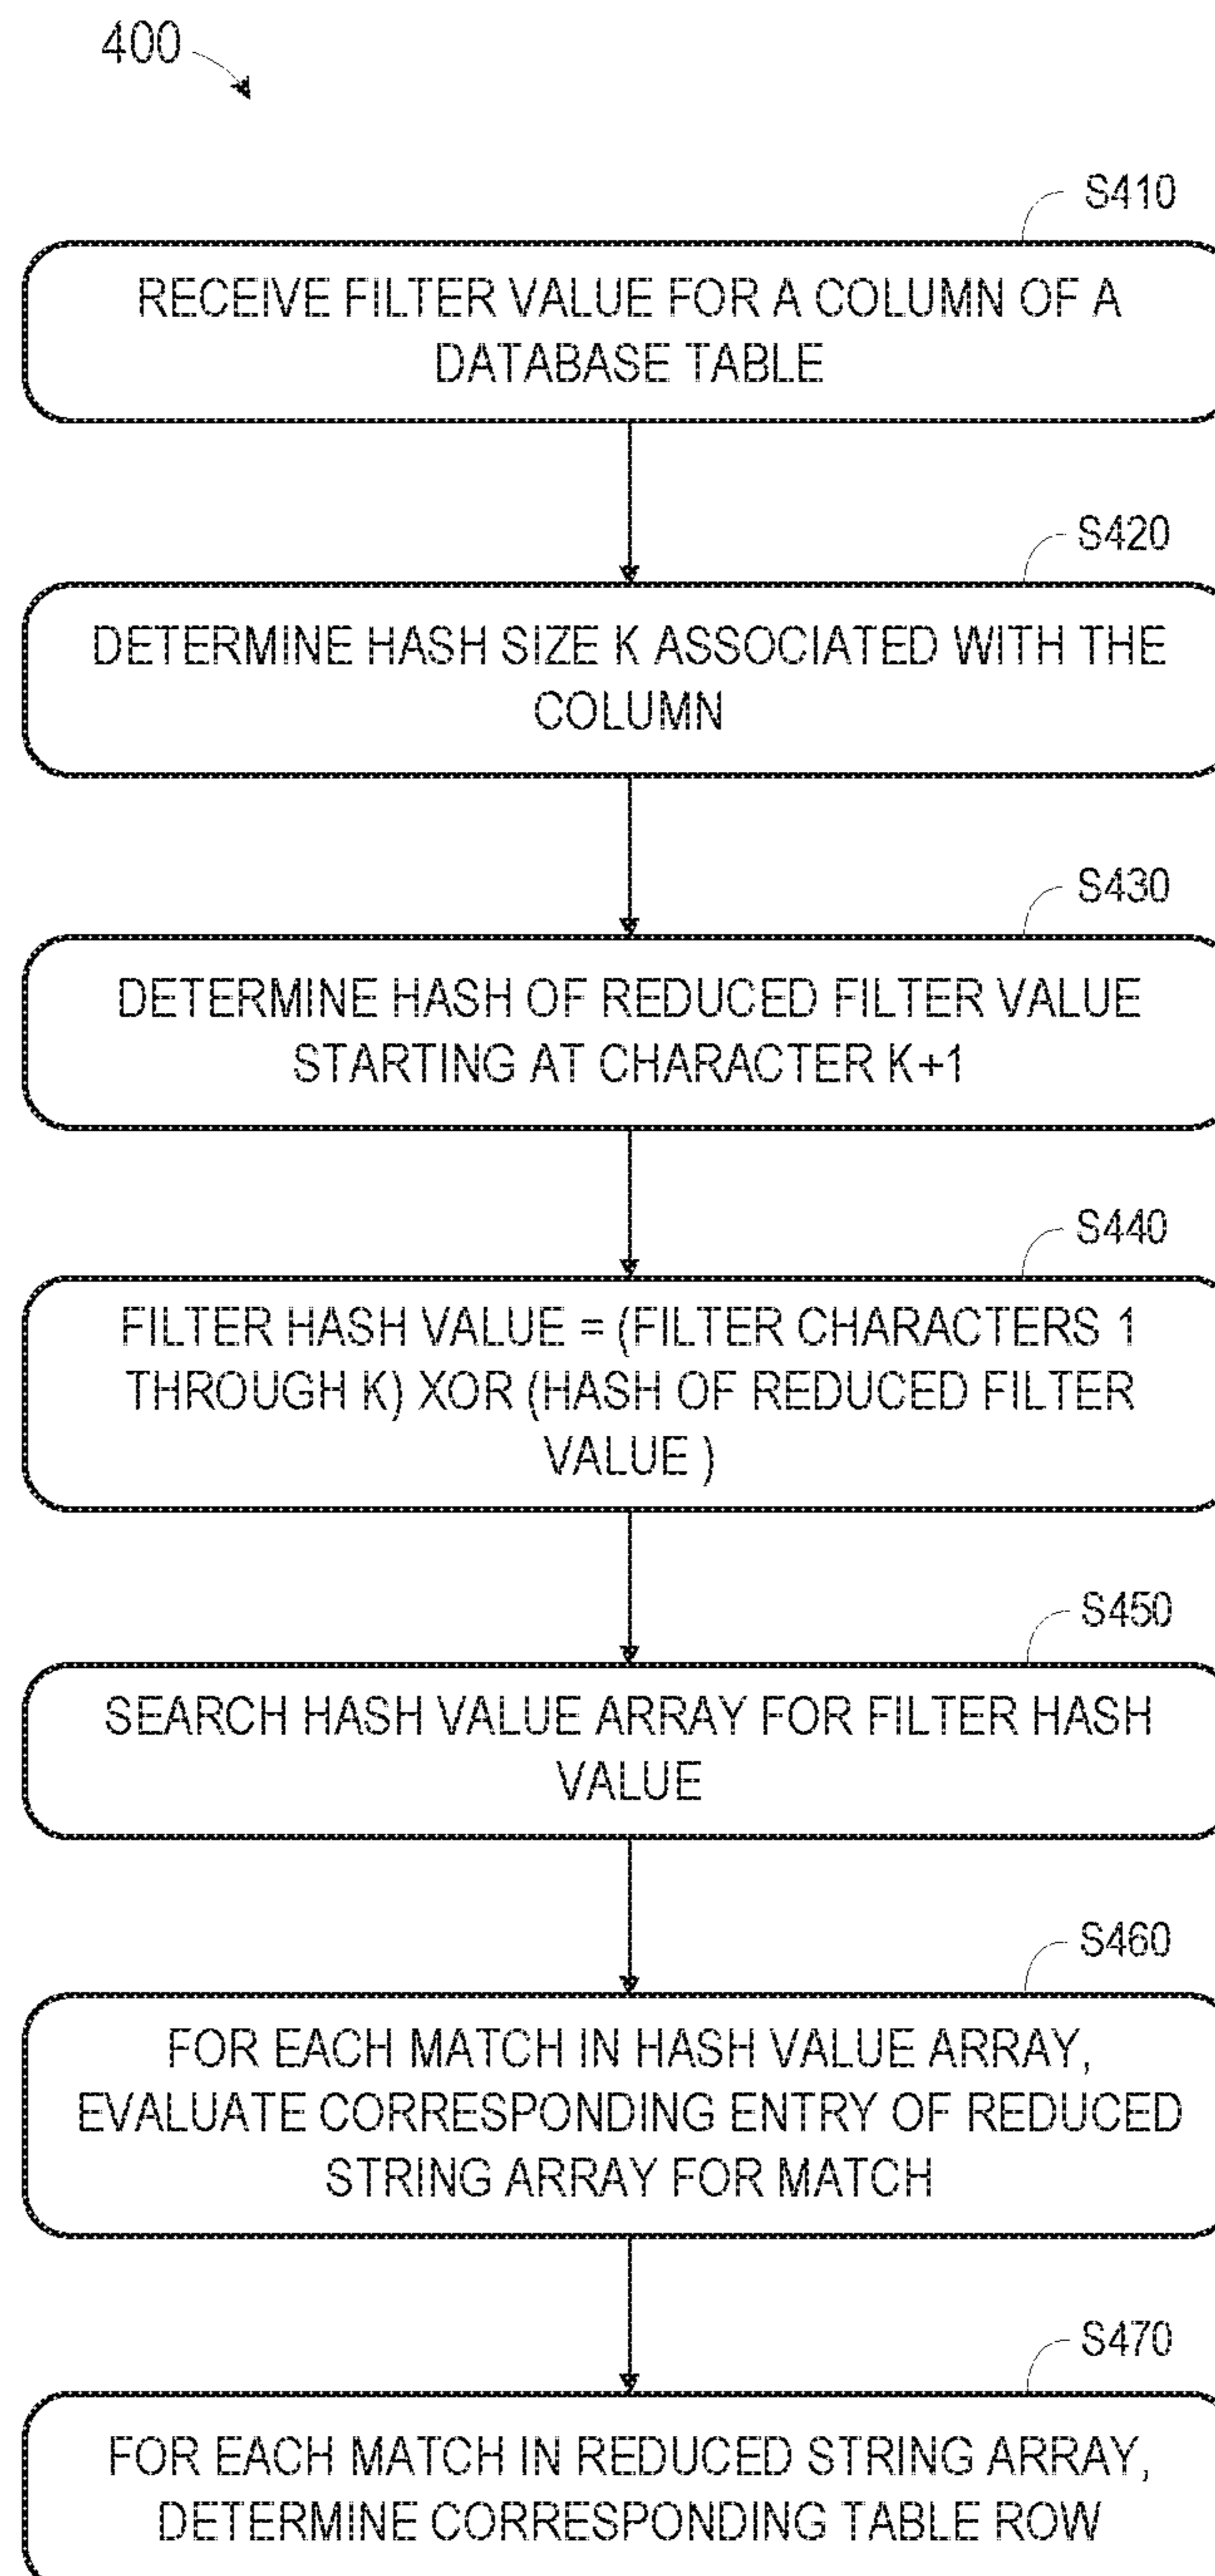 400
S410
RECEIVE FILTER VALUE FOR A COLUMN OF A
DATABASE TABLE
S420
DETERMINE HASH SIZE K ASSOCIATED WITH THE
COLUMN
S430
DETERMINE HASH OF REDUCED FILTER VALUE
STARTING AT CHARACTER K+1
S440
FILTER HASH VALUE = (FILTER CHARACTERS 1
THROUGH K) XOR (HASH OF REDUCED FILTER
VALUE )
S450
SEARCH HASH VALUE ARRAY FOR FILTER HASH
VALUE
S460
FOR EACH MATCH IN HASH VALUE ARRAY,
EVALUATE CORRESPONDING ENTRY OF REDUCED
STRING ARRAY FOR MATCH
S470
FOR EACH MATCH IN REDUCED STRING ARRAY,
DETERMINE CORRESPONDING TABLE ROW